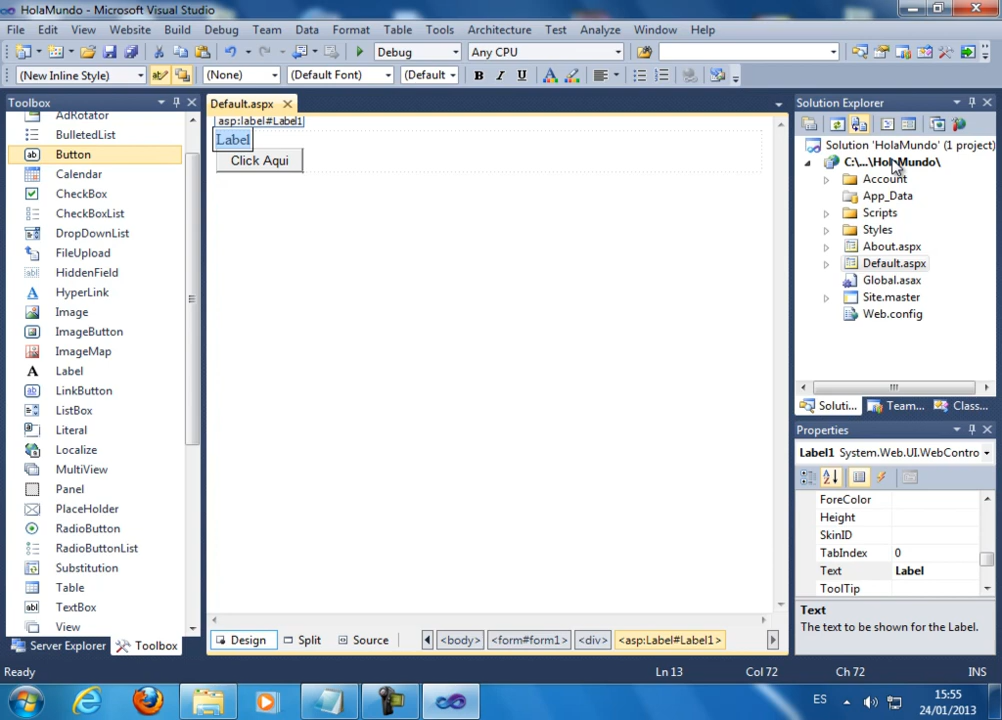 HolaMundo - Microsoft Visual Studio
File Edit View Website Build Debug Team Data Format Table Tools Architecture Test Analyze Window Help
Debug Any CPU
(New Inline Style) (None) (Default Font) (Default B I U A
Toolbox
AdRotator
BulletedList
Button
Calendar
CheckBox
CheckBoxList
DropDownList
FileUpload
HiddenField
HyperLink
Image
ImageButton
ImageMap
Label
LinkButton
ListBox
Literal
Localize
MultiView
Panel
PlaceHolder
RadioButton
RadioButtonList
Substitution
Table
TextBox
View
Server Explorer Toolbox
Default.aspx
asp:label#Label1
Label
Click Aqui
Design Split Source <body> <form#form1> <div> <asp:Label#Label1>
Solution Explorer
Solution 'HolaMundo' (1 project)
C:\...\HolaMundo\
Account
App_Data
Scripts
Styles
About.aspx
Default.aspx
Global.asax
Site.master
Web.config
Soluti... Team... Class...
Properties
Label1 System.Web.UI.WebContro
ForeColor
Height
SkinID
TabIndex 0
Text Label
ToolTip
Text
The text to be shown for the Label.
Ready Ln 13 Col 72 Ch 72 INS
ES 15:55
24/01/2013